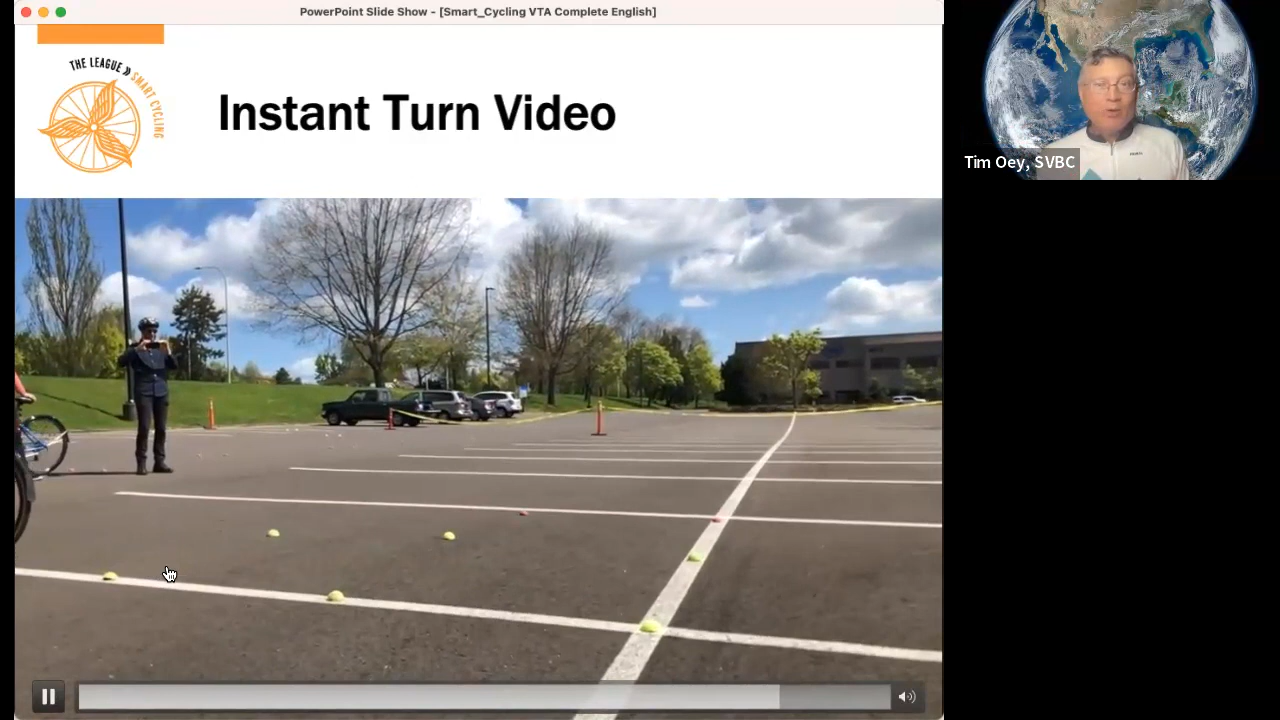 PowerPoint Slide Show - [Smart_Cycling VTA Complete English]
THE LEAGUE
SMART CYCLING
Instant Turn Video
Tim Oey, SVBC